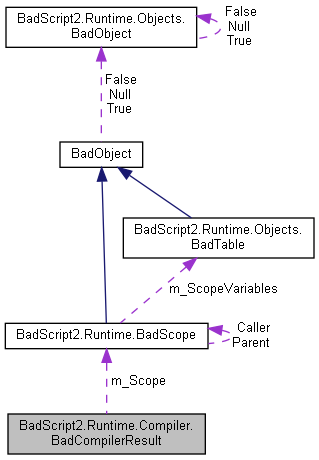 BadScript2.Runtime.Objects.
BadObject
False
Null
True
False
Null
True
BadObject
BadScript2.Runtime.Objects.
BadTable
m_ScopeVariables
BadScript2.Runtime.BadScope
Caller
Parent
m_Scope
BadScript2.Runtime.Compiler.
BadCompilerResult